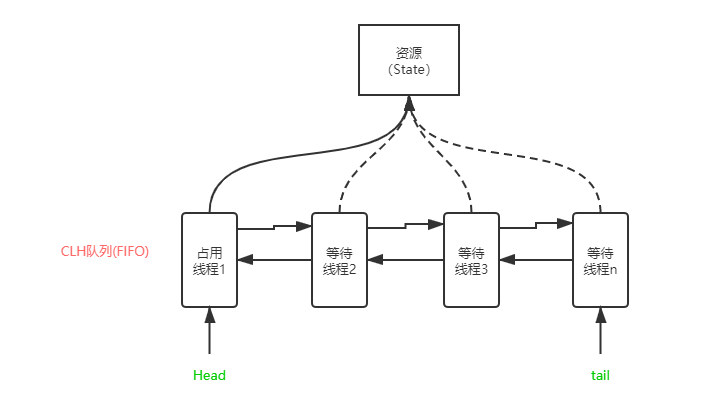 资源
（State）
CLH队列(FIFO)
占用
线程1
等待
线程2
等待
线程3
等待
线程n
Head
tail